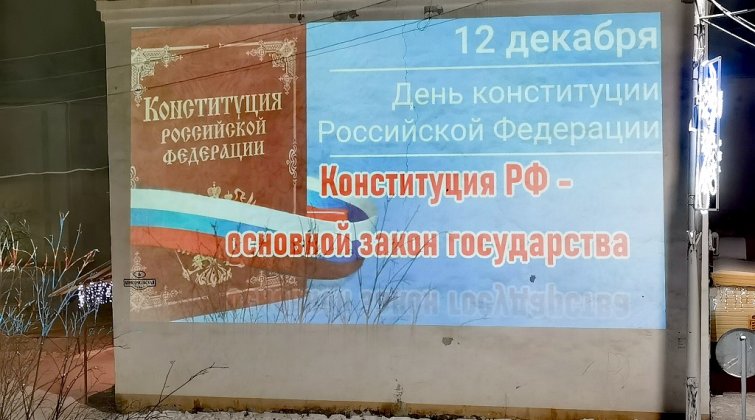 Конституция
российской
федерации
12 декабря
День конституции
Российской Федерации
Конституция РФ -
основной закон государства